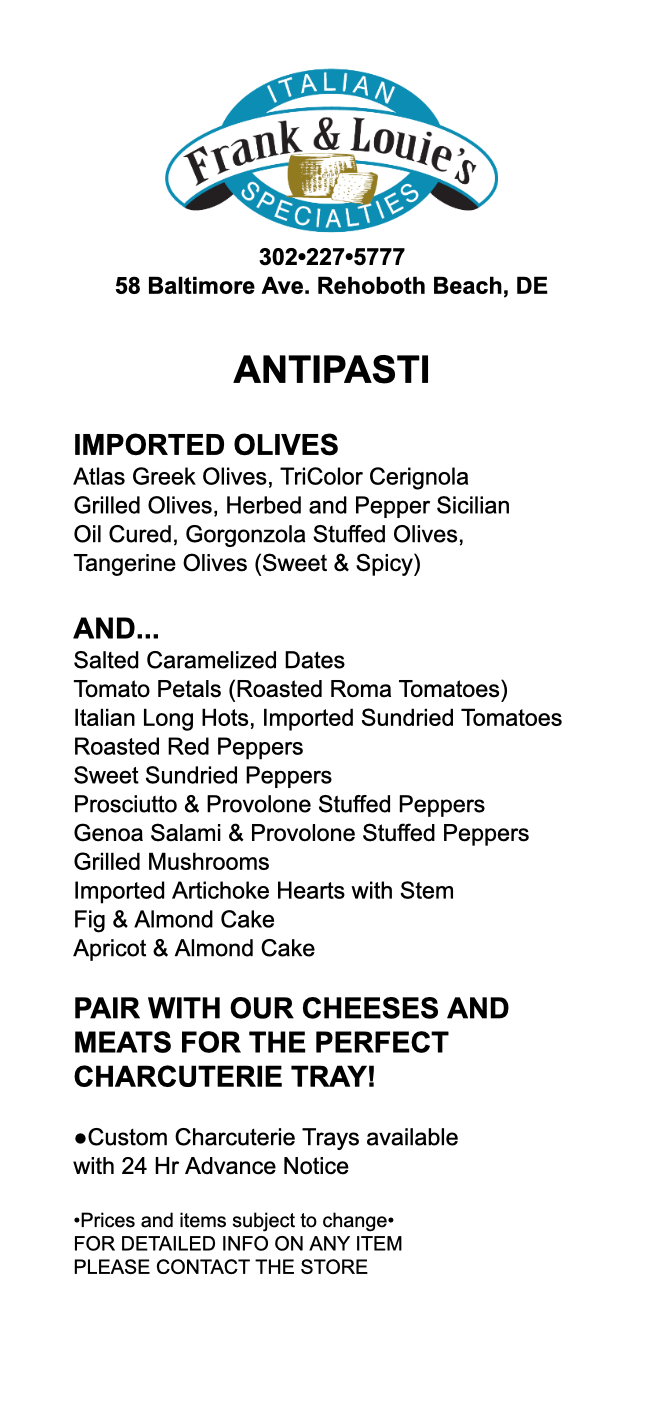 ITALIAN
Frank & Louie's
SPECIALTIES
302•227•5777
58 Baltimore Ave. Rehoboth Beach, DE
ANTIPASTI
IMPORTED OLIVES
Atlas Greek Olives, TriColor Cerignola
Grilled Olives, Herbed and Pepper Sicilian
Oil Cured, Gorgonzola Stuffed Olives,
Tangerine Olives (Sweet & Spicy)
AND...
Salted Caramelized Dates
Tomato Petals (Roasted Roma Tomatoes)
Italian Long Hots, Imported Sundried Tomatoes
Roasted Red Peppers
Sweet Sundried Peppers
Prosciutto & Provolone Stuffed Peppers
Genoa Salami & Provolone Stuffed Peppers
Grilled Mushrooms
Imported Artichoke Hearts with Stem
Fig & Almond Cake
Apricot & Almond Cake
PAIR WITH OUR CHEESES AND
MEATS FOR THE PERFECT
CHARCUTERIE TRAY!
●Custom Charcuterie Trays available
with 24 Hr Advance Notice
•Prices and items subject to change•
FOR DETAILED INFO ON ANY ITEM
PLEASE CONTACT THE STORE